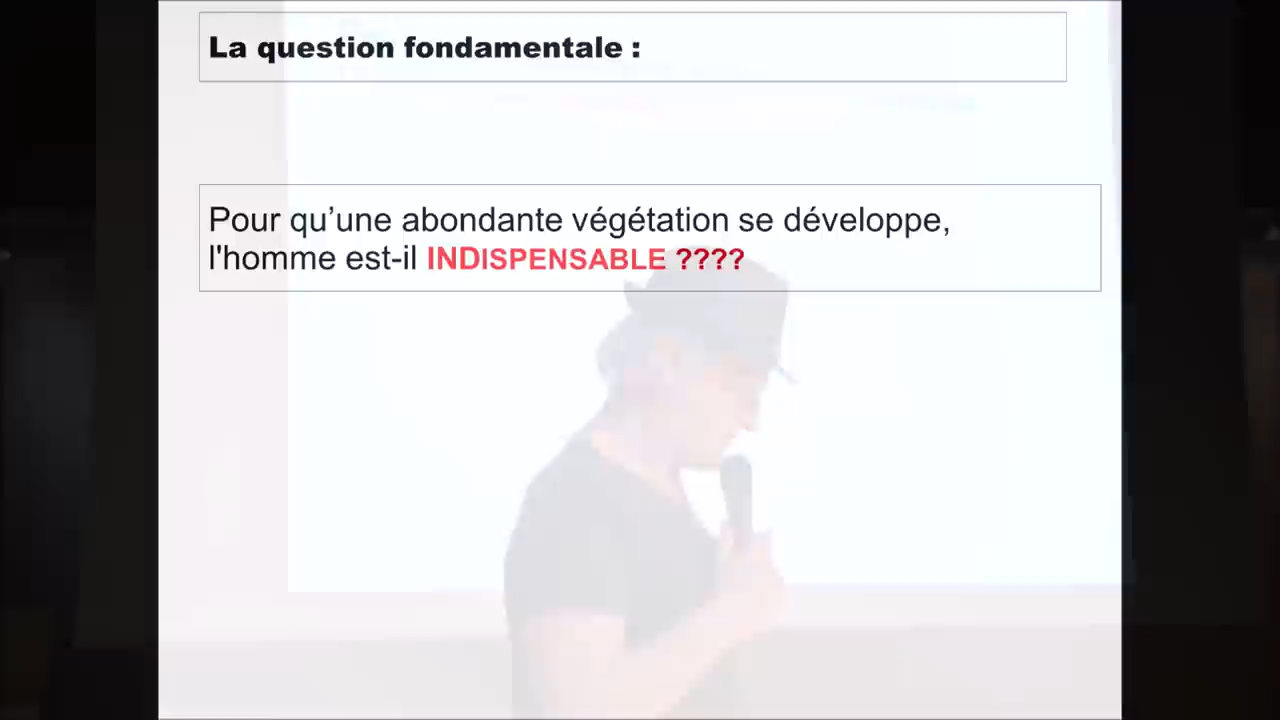 La question fondamentale :
Pour qu’une abondante végétation se développe,
l'homme est-il INDISPENSABLE ????